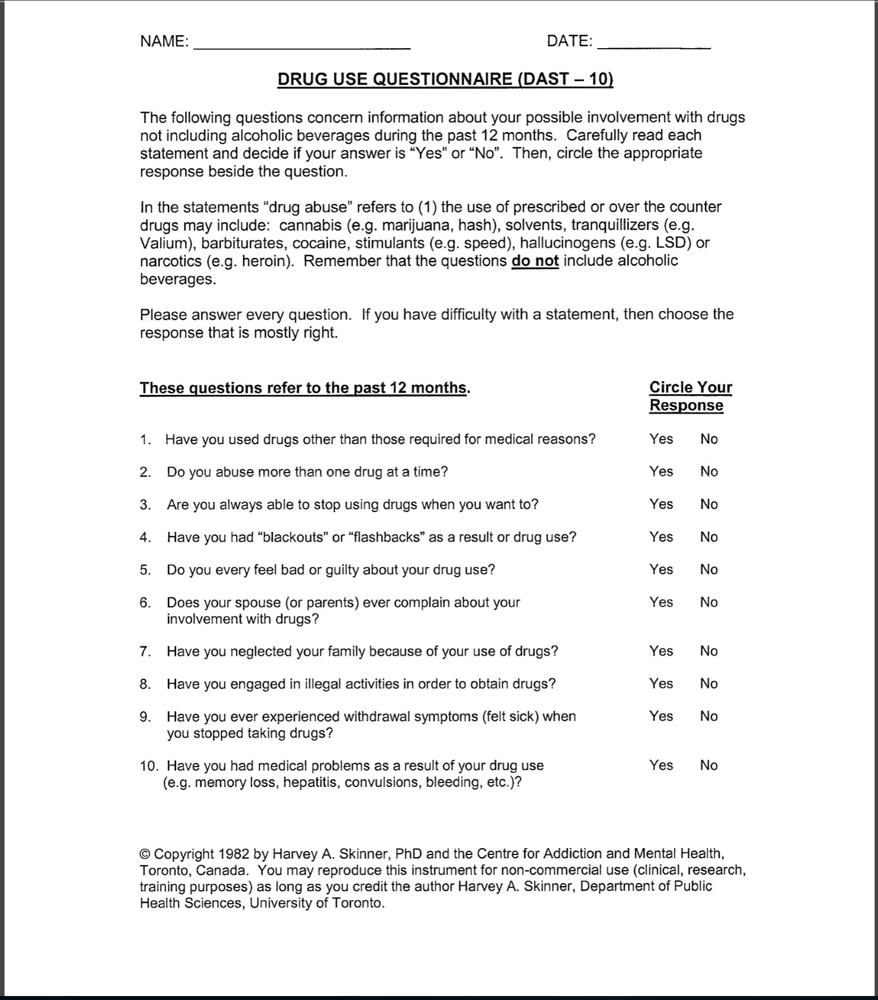 NAME: ____________________ DATE: ____________
DRUG USE QUESTIONNAIRE (DAST – 10)
The following questions concern information about your possible involvement with drugs
not including alcoholic beverages during the past 12 months. Carefully read each
statement and decide if your answer is “Yes” or “No”. Then, circle the appropriate
response beside the question.
In the statements “drug abuse” refers to (1) the use of prescribed or over the counter
drugs may include: cannabis (e.g. marijuana, hash), solvents, tranquillizers (e.g.
Valium), barbiturates, cocaine, stimulants (e.g. speed), hallucinogens (e.g. LSD) or
narcotics (e.g. heroin). Remember that the questions do not include alcoholic
beverages.
Please answer every question. If you have difficulty with a statement, then choose the
response that is mostly right.
These questions refer to the past 12 months. Circle Your
Response
1. Have you used drugs other than those required for medical reasons? Yes No
2. Do you abuse more than one drug at a time? Yes No
3. Are you always able to stop using drugs when you want to? Yes No
4. Have you had “blackouts” or “flashbacks” as a result or drug use? Yes No
5. Do you every feel bad or guilty about your drug use? Yes No
6. Does your spouse (or parents) ever complain about your Yes No
involvement with drugs?
7. Have you neglected your family because of your use of drugs? Yes No
8. Have you engaged in illegal activities in order to obtain drugs? Yes No
9. Have you ever experienced withdrawal symptoms (felt sick) when Yes No
you stopped taking drugs?
10. Have you had medical problems as a result of your drug use Yes No
(e.g. memory loss, hepatitis, convulsions, bleeding, etc.)?
© Copyright 1982 by Harvey A. Skinner, PhD and the Centre for Addiction and Mental Health,
Toronto, Canada. You may reproduce this instrument for non-commercial use (clinical, research,
training purposes) as long as you credit the author Harvey A. Skinner, Department of Public
Health Sciences, University of Toronto.